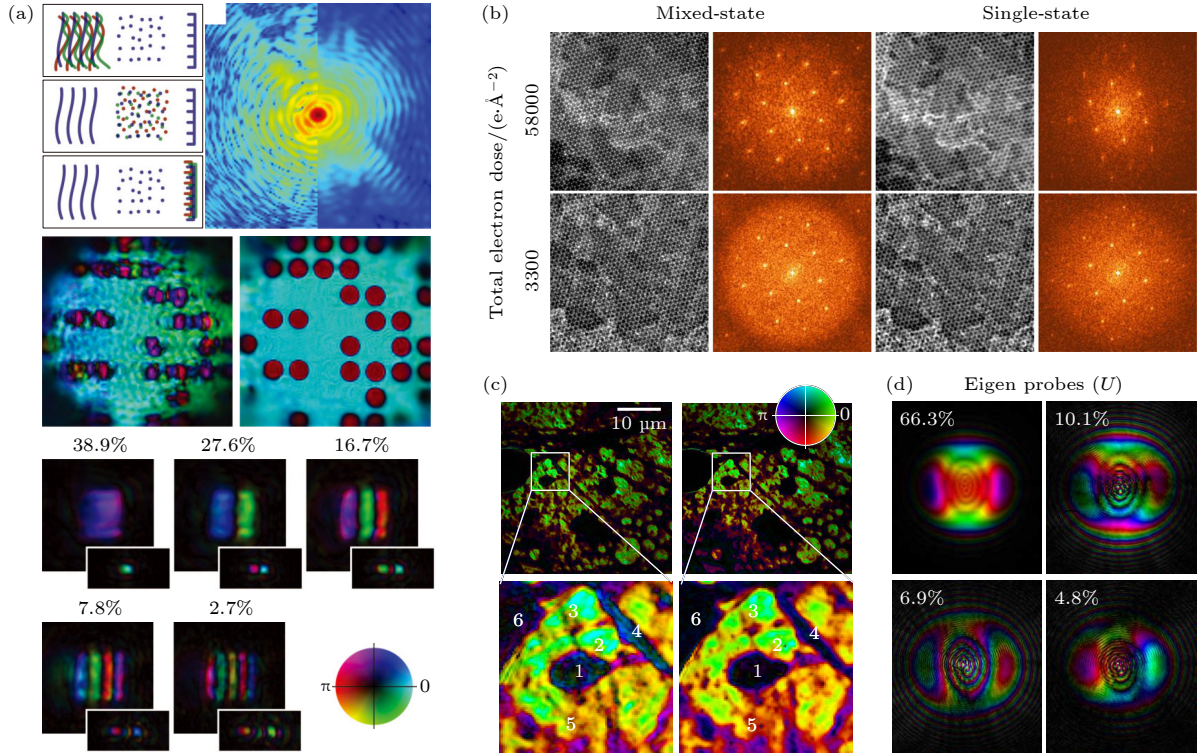 (a)
38.9%
27.6%
16.7%
7.8%
2.7%
π
0
(b)
Mixed-state
Single-state
Total electron dose/(e·Å⁻²)
58000
3300
(c)
10 μm
π
0
6
3
4
2
1
5
6
3
4
2
1
5
(d)
Eigen probes (U)
66.3%
10.1%
6.9%
4.8%